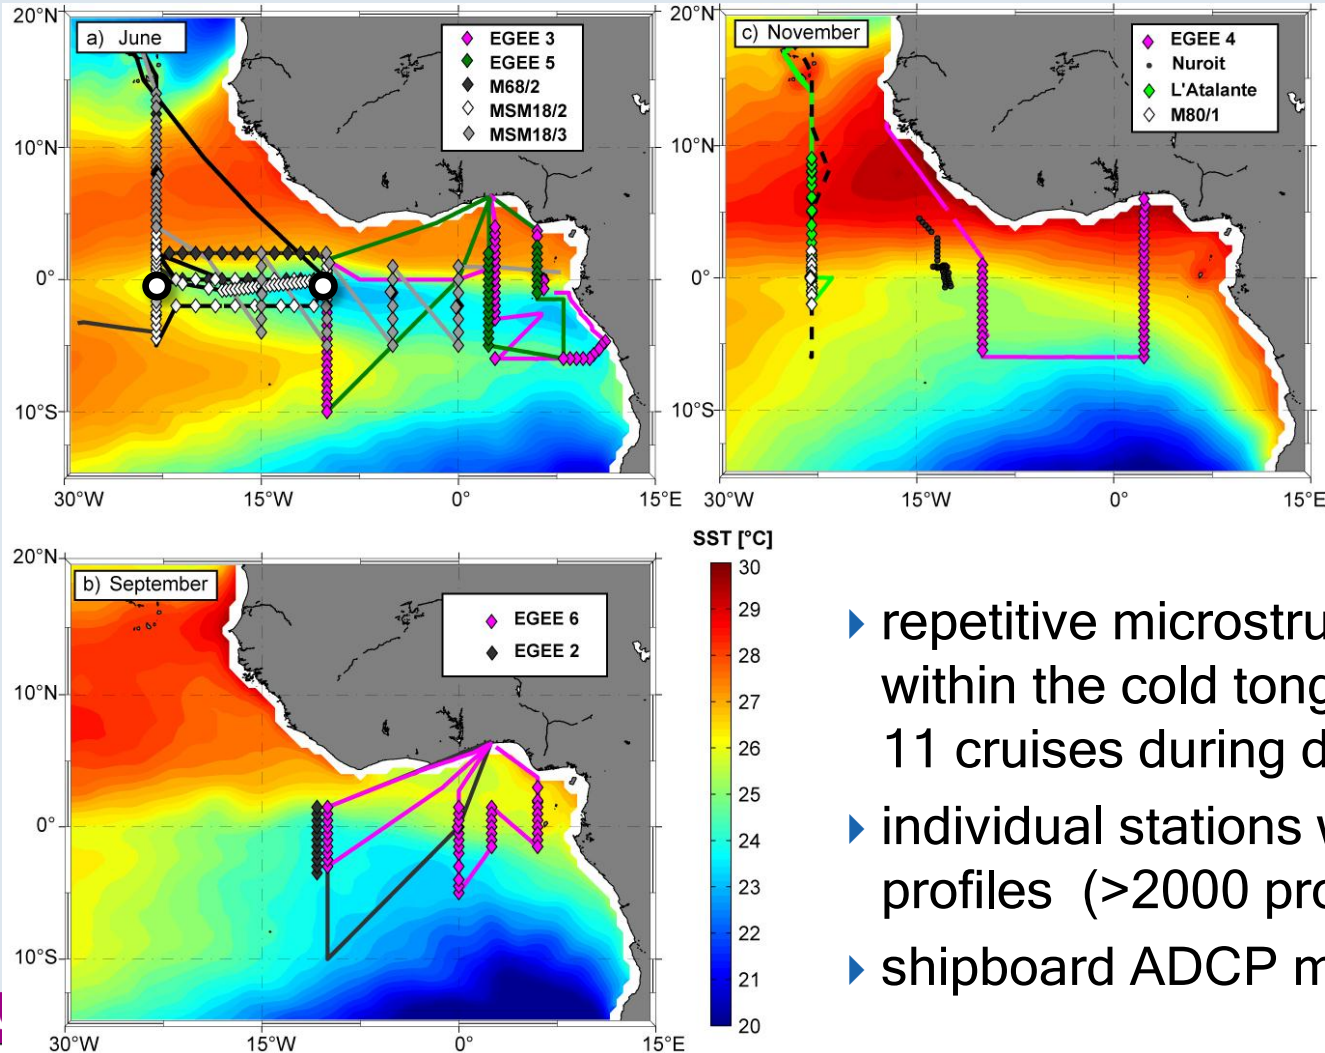 20°N
a) June
EGEE 3
EGEE 5
M68/2
MSM18/2
MSM18/3
10°N
0°
10°S
30°W 15°W 0° 15°E
20°N
c) November
EGEE 4
Nuroit
L'Atalante
M80/1
10°N
0°
10°S
30°W 15°W 0° 15°E
20°N
b) September
EGEE 6
EGEE 2
10°N
0°
10°S
30°W 15°W 0° 15°E
SST [°C]
30
29
28
27
26
25
24
23
22
21
20
repetitive microstru
within the cold tong
11 cruises during d
individual stations
profiles (>2000 pro
shipboard ADCP m